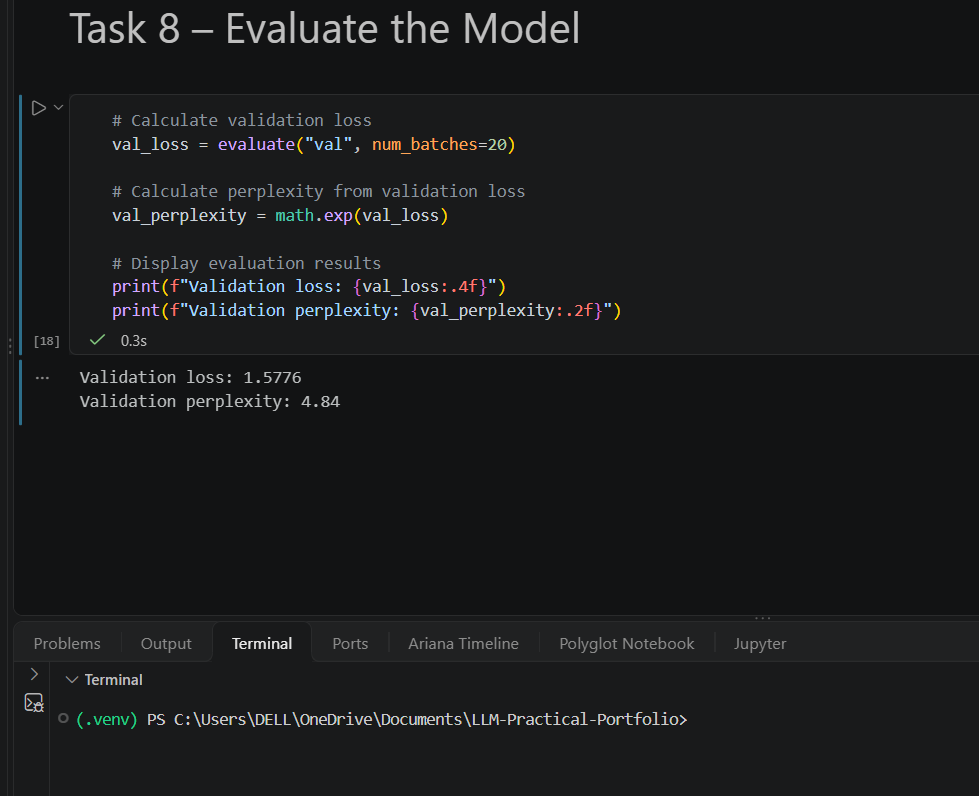 Task 8 – Evaluate the Model
# Calculate validation loss
val_loss = evaluate("val", num_batches=20)
# Calculate perplexity from validation loss
val_perplexity = math.exp(val_loss)
# Display evaluation results
print(f"Validation loss: {val_loss:.4f}")
print(f"Validation perplexity: {val_perplexity:.2f}")
[18] 0.3s
Validation loss: 1.5776
Validation perplexity: 4.84
Problems Output Terminal Ports Ariana Timeline Polyglot Notebook Jupyter
Terminal
(.venv) PS C:\Users\DELL\OneDrive\Documents\LLM-Practical-Portfolio>